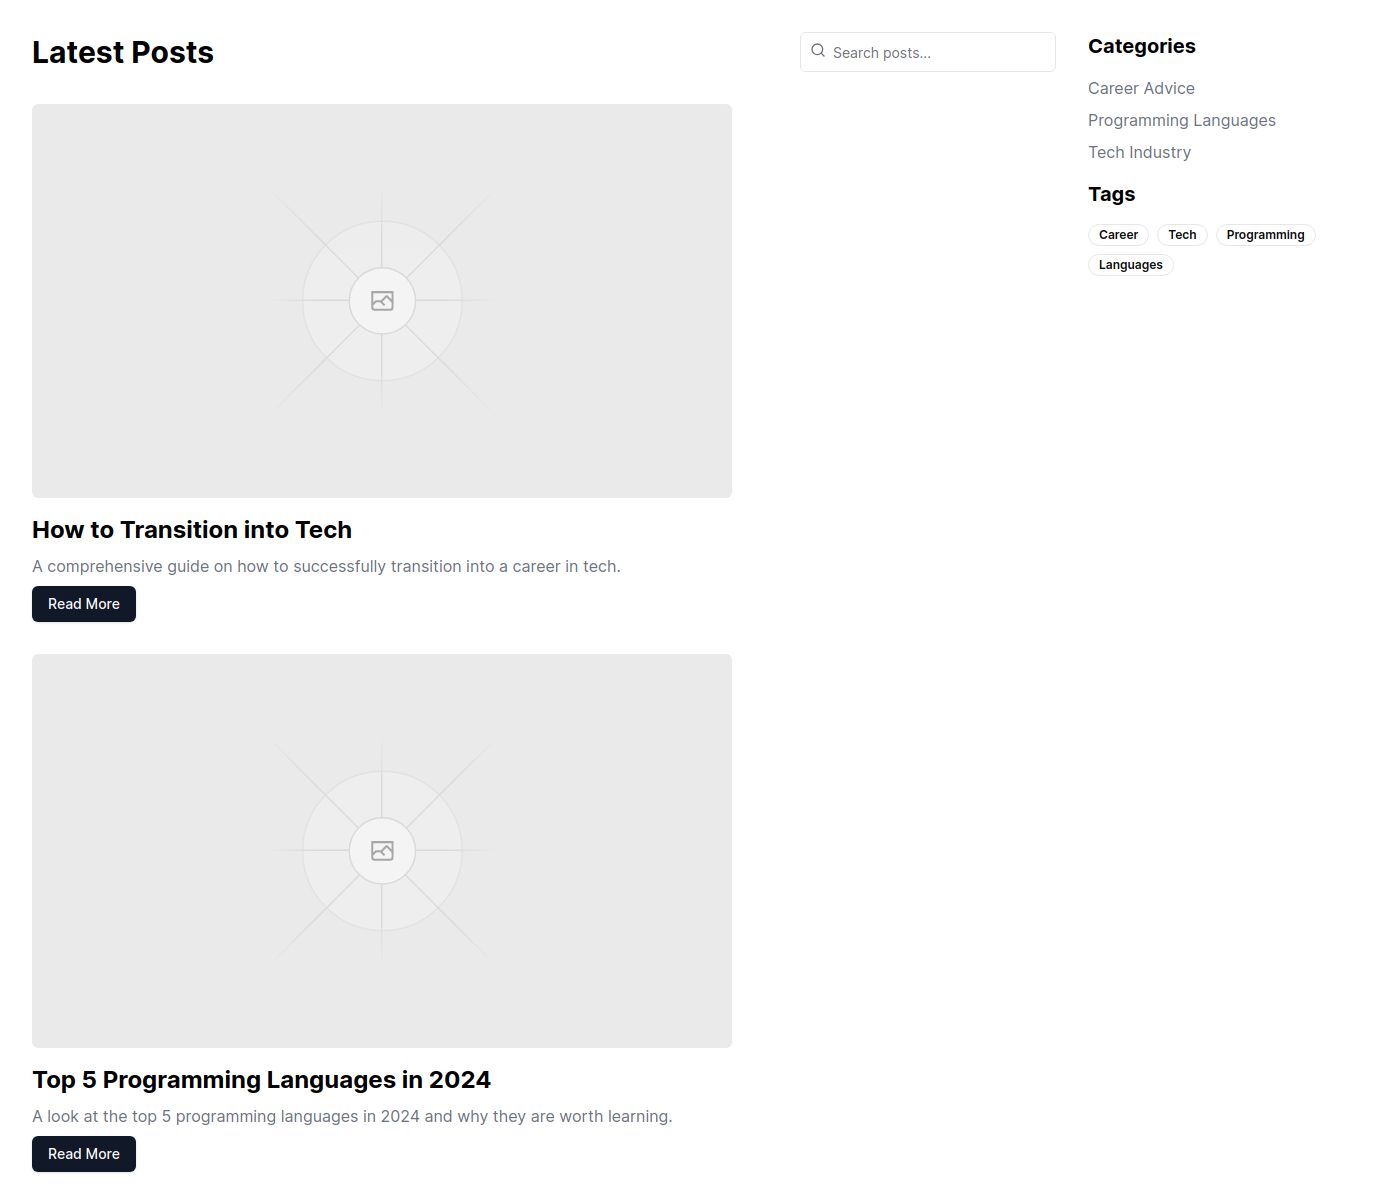 Latest Posts
Search posts...
How to Transition into Tech
A comprehensive guide on how to successfully transition into a career in tech.
Read More
Top 5 Programming Languages in 2024
A look at the top 5 programming languages in 2024 and why they are worth learning.
Read More
Categories
Career Advice
Programming Languages
Tech Industry
Tags
Career Tech Programming
Languages